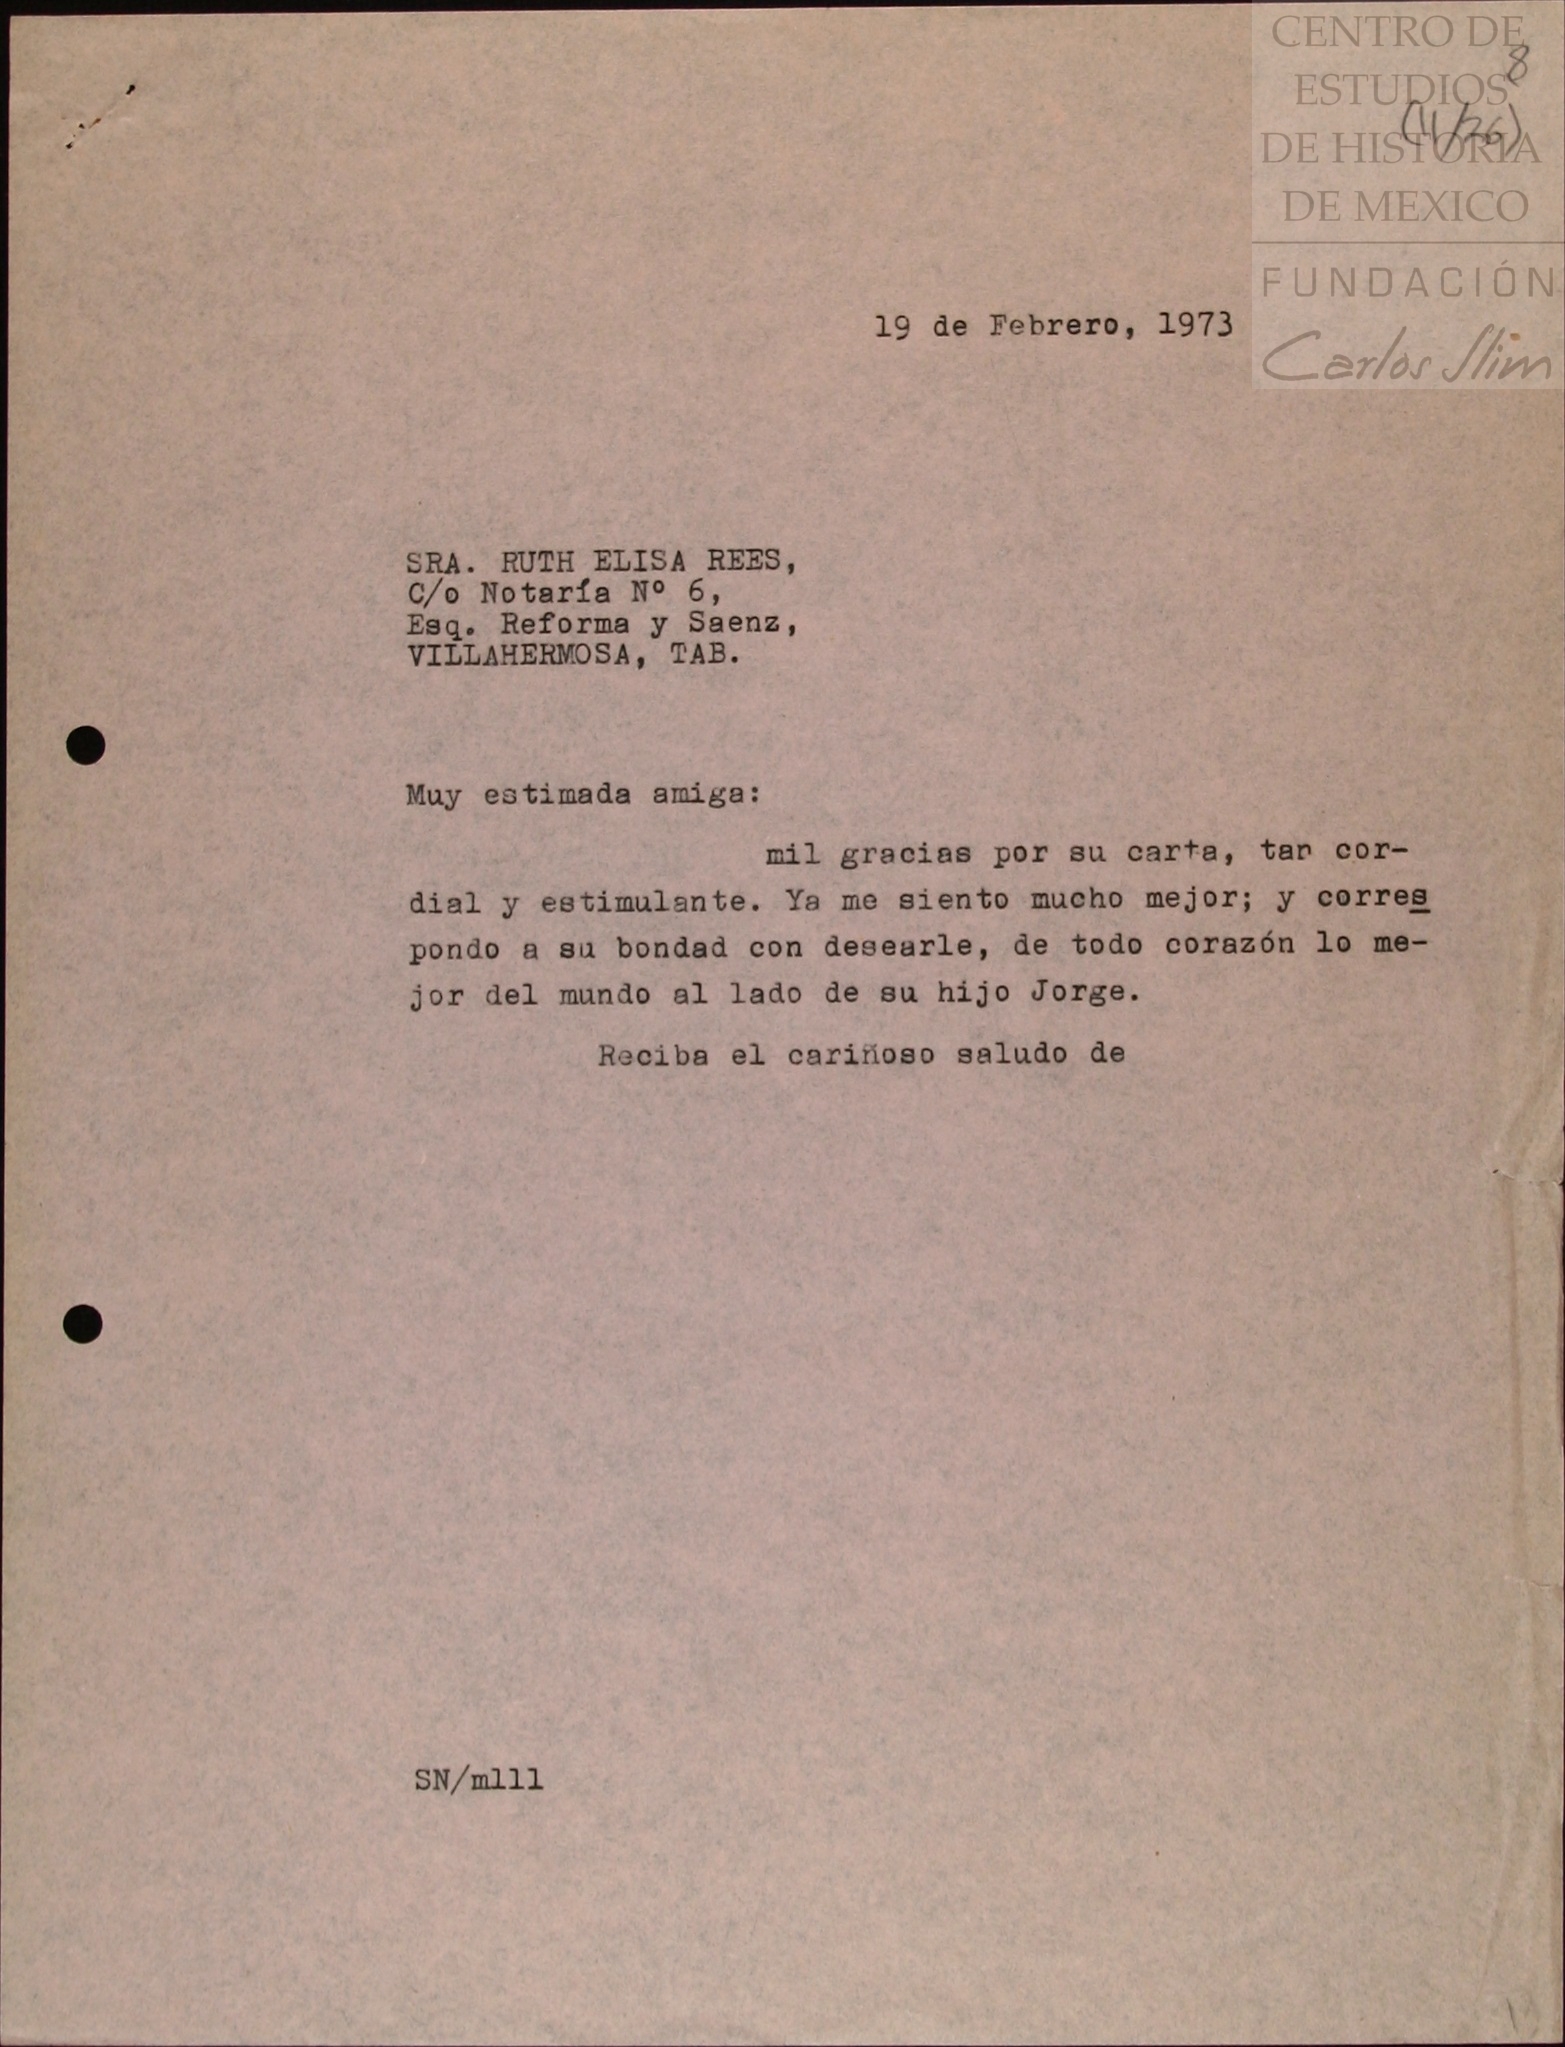 CENTRO DE
ESTUDIOS
DE HISTORIA
DE MEXICO
FUNDACIÓN
Carlos Slim
8
(11/26)
19 de Febrero, 1973
SRA. RUTH ELISA REES,
C/o Notaría Nº 6,
Esq. Reforma y Saenz,
VILLAHERMOSA, TAB.
Muy estimada amiga:
mil gracias por su carta, tan cor-
dial y estimulante. Ya me siento mucho mejor; y corres
pondo a su bondad con desearle, de todo corazón lo me-
jor del mundo al lado de su hijo Jorge.
Reciba el cariñoso saludo de
SN/mlll